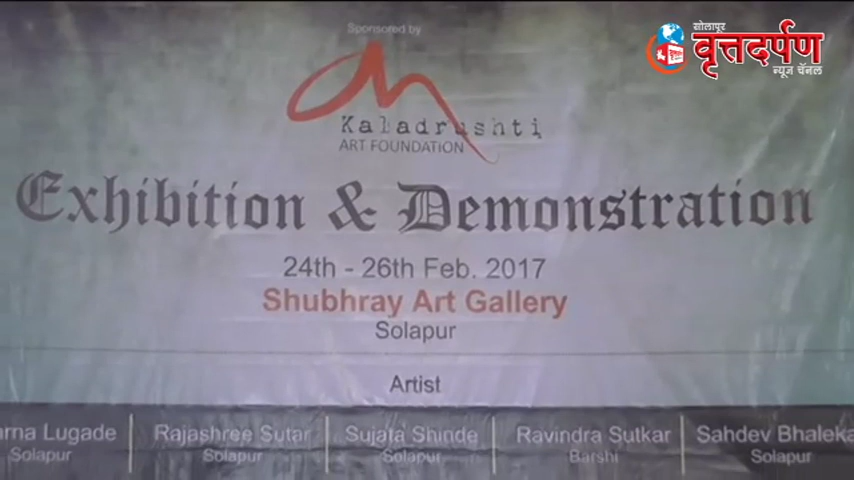 Sponsored by
सोलापूर
वृत्तदर्पण
न्यूज चॅनल
Kaladrushti
ART FOUNDATION
Exhibition & Demonstration
24th - 26th Feb. 2017
Shubhray Art Gallery
Solapur
Artist
Lugade Rajashree Sutar Sujata Shinde Ravindra Sutkar Sahdev
Solapur Solapur Solapur Barshi Solapur